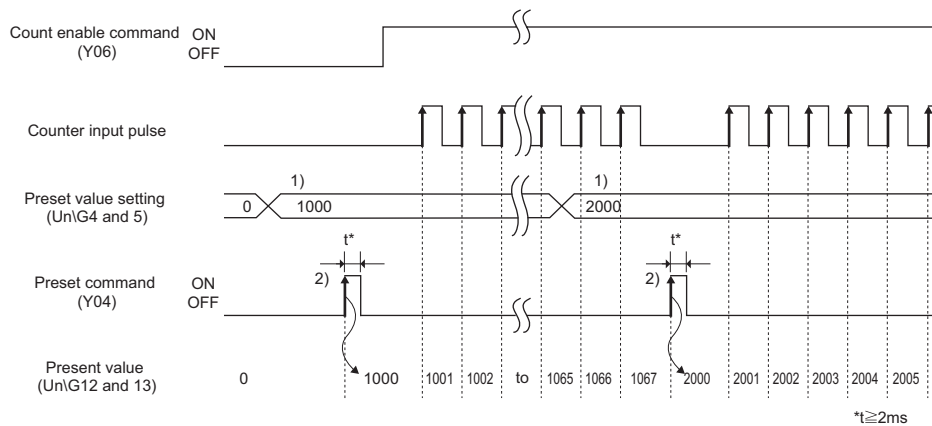 Count enable command
(Y06)
ON
OFF
Counter input pulse
Preset value setting
(Un\G4 and 5)
0
1)
1000
1)
2000
t*
t*
Preset command
(Y04)
ON
OFF
2)
2)
Present value
(Un\G12 and 13)
0
1000
1001
1002
to
1065
1066
1067
2000
2001
2002
2003
2004
2005
*t≧2ms